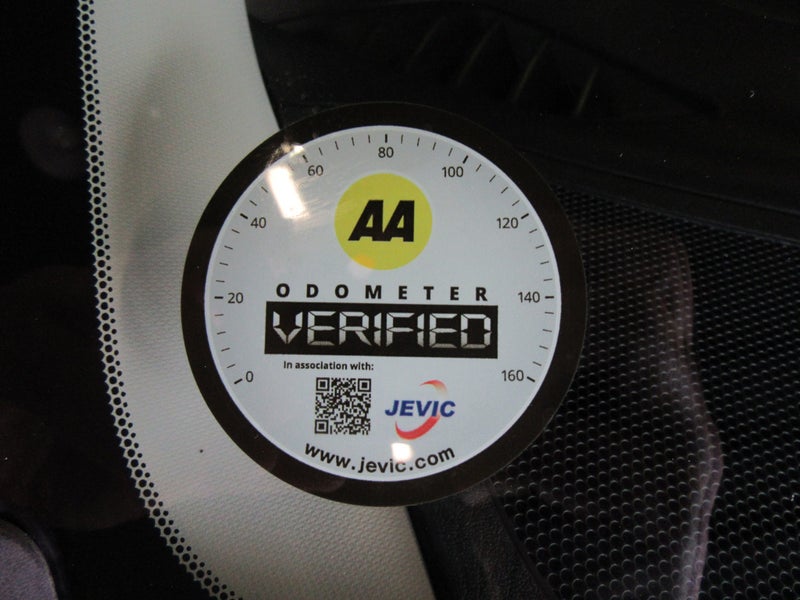 0
20
40
60
80
100
120
140
160
AA
ODOMETER
VERIFIED
In association with:
JEVIC
www.jevic.com